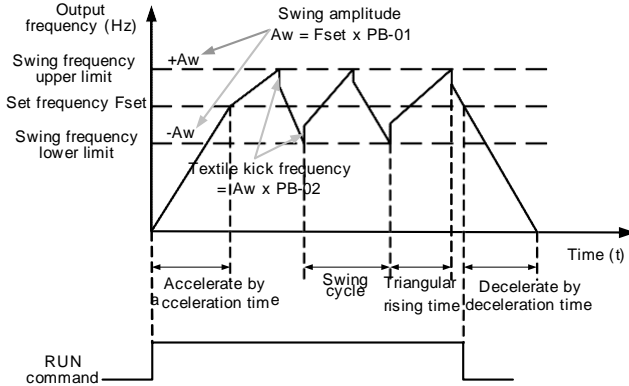 Output
frequency (Hz)
Swing amplitude
Aw = Fset x PB-01
Swing frequency
upper limit
+Aw
Set frequency Fset
Swing frequency
lower limit
-Aw
Textile kick frequency
= Aw x PB-02
Time (t)
Accelerate by
acceleration time
Swing
cycle
Triangular
rising time
Decelerate by
deceleration time
RUN
command